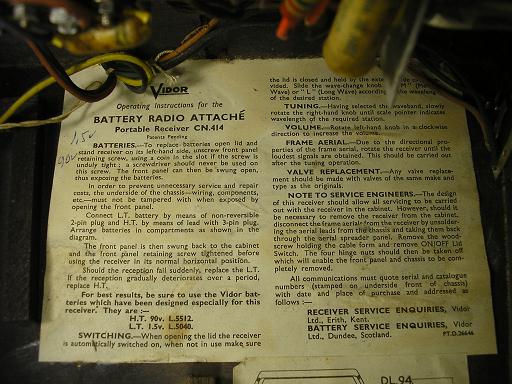 VIDOR
Operating Instructions for the
BATTERY RADIO ATTACHÉ
Portable Receiver CN.414
Patents Pending
1.5v
90v
BATTERIES.—To replace batteries open lid and
stand receiver on its left-hand side, unscrew front panel
retaining screw, using a coin in the slot if the screw is
unduly tight; a screwdriver should never be used on
this screw. The front panel can then be swung open,
thus exposing the batteries.
In order to prevent unnecessary service and repair
costs, the underside of the chassis—wiring, components,
etc.—must not be tampered with when exposed by
opening the front panel.
Connect L.T. battery by means of non-reversible
2-pin plug and H.T. by means of lead with 3-pin plug.
Arrange batteries in compartments as shown in the
diagram.
The front panel is then swung back to the cabinet
and the front panel retaining screw tightened before
using the receiver in its normal horizontal position.
Should the reception fail suddenly, replace the L.T.
If the reception gradually deteriorates over a period,
replace H.T.
For best results, be sure to use the Vidor bat-
teries which have been designed especially for this
receiver. They are :—
H.T. 90v. L.5512.
L.T. 1.5v. L.5040.
SWITCHING.—When opening the lid the receiver
is automatically switched on, when not in use make sure
the lid is closed and held by the
vided. Slide the wave-change knob "M"
Wave) or "L" (Long Wave) according
of the desired station.
TUNING.—Having selected the waveband, slowly
rotate the right-hand knob until scale pointer indicates
wavelength of the required station.
VOLUME.—Rotate left-hand knob in a clockwise
direction to increase the volume.
FRAME AERIAL.—Due to the directional pro-
perties of the frame aerial, rotate the receiver until the
loudest signals are obtained. This should be carried out
after the tuning operation.
VALVE REPLACEMENT.—Any valve replace-
ment should be made with valves of the same make and
type as the originals.
NOTE TO SERVICE ENGINEERS.—The design
of this receiver should allow all servicing to be carried
out with the receiver in the cabinet. However, should it
be necessary to remove the receiver from the cabinet,
disconnect the frame aerials from the receiver by unsolder-
ing the aerial leads from the chassis and taking them back
through the aerial spreader panel. Remove the wood-
screw holding the cable form and remove ON/OFF Lid
Switch. The four hinge nuts should then be taken off
which will enable the front panel and chassis to be com-
pletely removed.
All communications must quote serial and catalogue
numbers (stamped on underside front of chassis)
with date and place of purchase and addressed as
follows :—
RECEIVER SERVICE ENQUIRIES, Vidor
Ltd., Erith, Kent.
BATTERY SERVICE ENQUIRIES, Vidor
Ltd., Dundee, Scotland.
PT.D.26646
DL 94